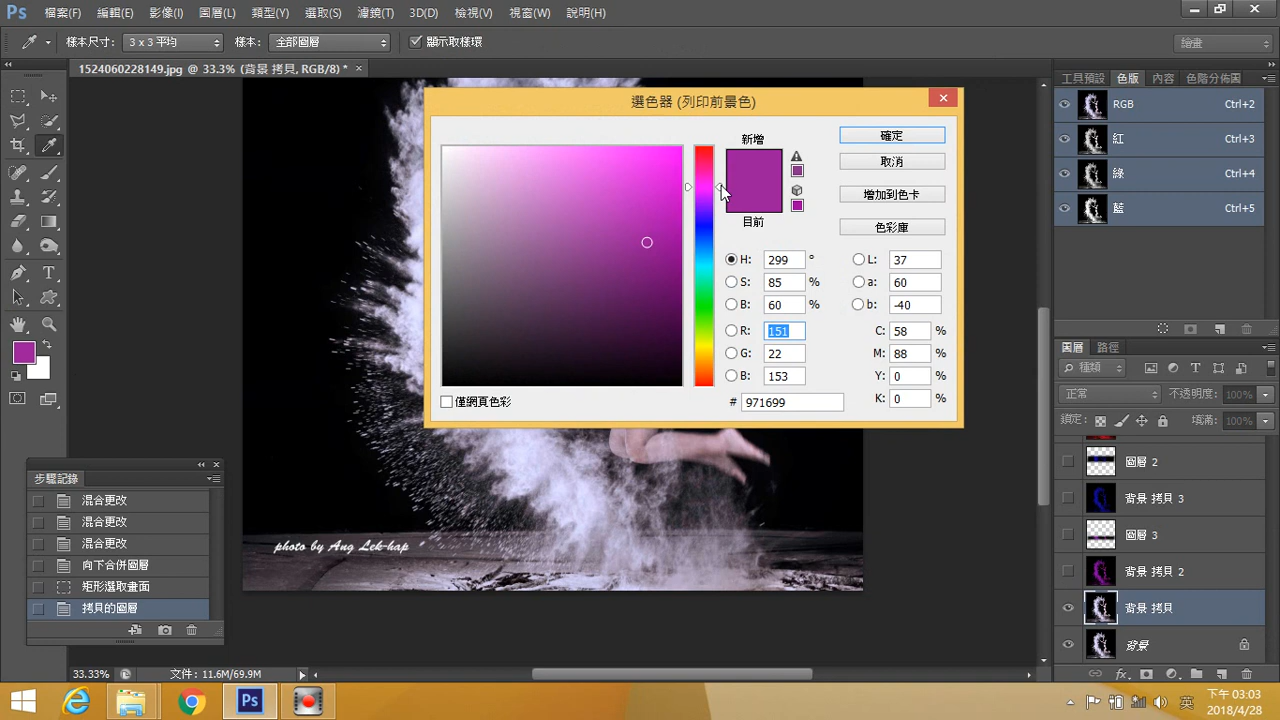 Ps 檔案(F) 編輯(E) 影像(I) 圖層(L) 類型(Y) 選取(S) 濾鏡(T) 3D(D) 檢視(V) 視窗(W) 說明(H)
樣本尺寸: 3 x 3 平均 樣本: 全部圖層 顯示取樣環 繪畫
1524060228149.jpg @ 33.3% (背景 拷貝, RGB/8) *
選色器 (列印前景色)
新增
目前
確定
取消
增加到色卡
色彩庫
H: 299 °
S: 85 %
B: 60 %
R: 151
G: 22
B: 153
# 971699
L: 37
a: 60
b: -40
C: 58 %
M: 88 %
Y: 0 %
K: 0 %
僅網頁色彩
工具預設 色版 內容 色階分佈圖
RGB Ctrl+2
紅 Ctrl+3
綠 Ctrl+4
藍 Ctrl+5
圖層 路徑
種類
正常 不透明度: 100%
鎖定: 填滿: 100%
圖層 2
背景 拷貝 3
圖層 3
背景 拷貝 2
背景 拷貝
背景
步驟記錄
混合更改
混合更改
混合更改
向下合併圖層
矩形選取畫面
拷貝的圖層
photo by Ang Lek-hap
33.33% 文件: 11.6M/69.9M
Ps
英
下午 03:03
2018/4/28